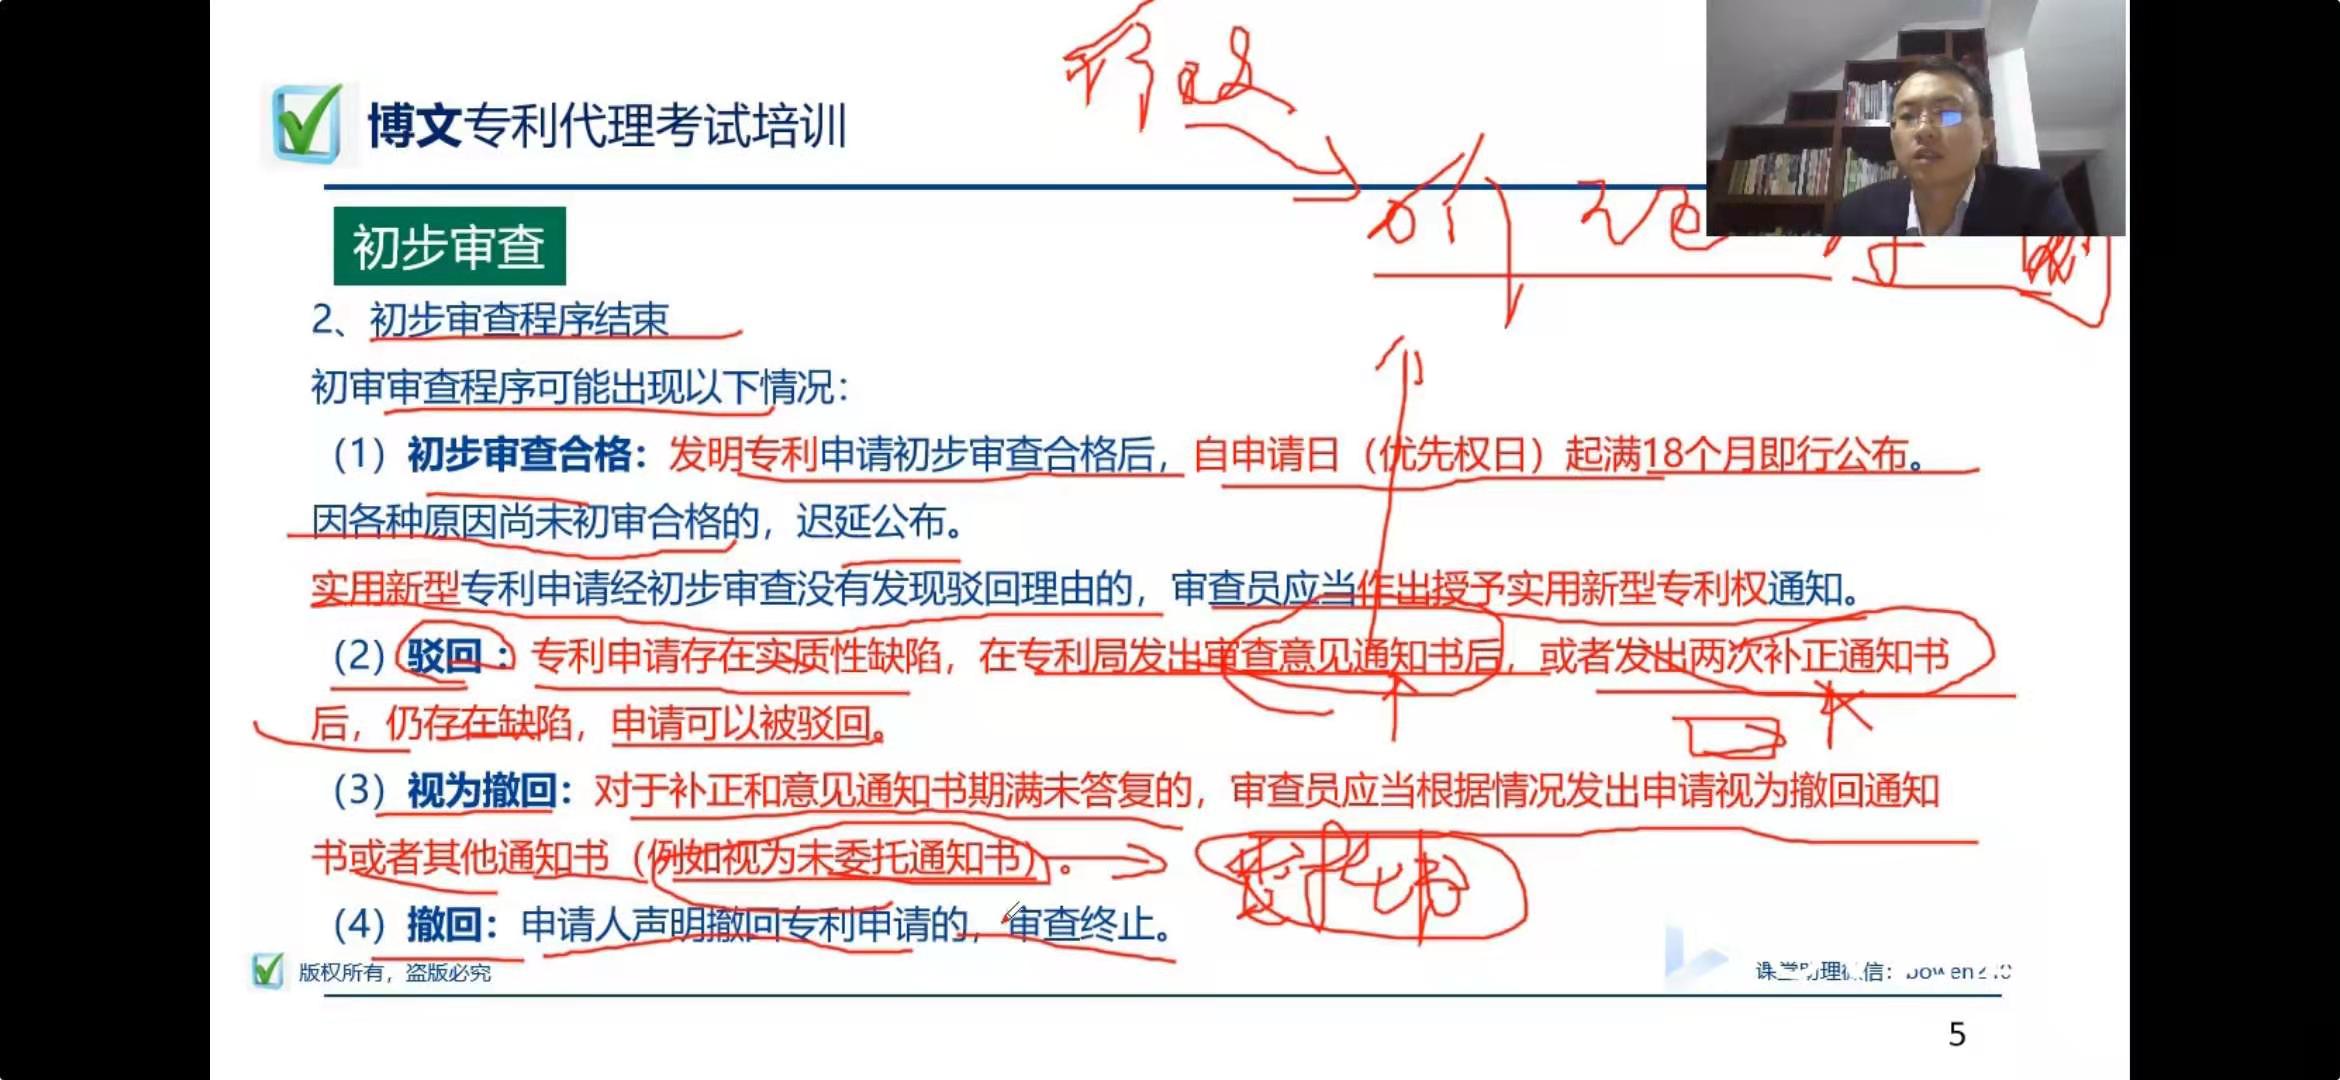 博文专利代理考试培训
初步审查
2、初步审查程序结束
初审审查程序可能出现以下情况：
（1）初步审查合格：发明专利申请初步审查合格后，自申请日（优先权日）起满18个月即行公布。
因各种原因尚未初审合格的，迟延公布。
实用新型专利申请经初步审查没有发现驳回理由的，审查员应当作出授予实用新型专利权通知。
（2）驳回：专利申请存在实质性缺陷，在专利局发出审查意见通知书后，或者发出两次补正通知书
后，仍存在缺陷，申请可以被驳回。
（3）视为撤回：对于补正和意见通知书期满未答复的，审查员应当根据情况发出申请视为撤回通知
书或者其他通知书（例如视为未委托通知书）。
（4）撤回：申请人声明撤回专利申请的，审查终止。
版权所有，盗版必究
5